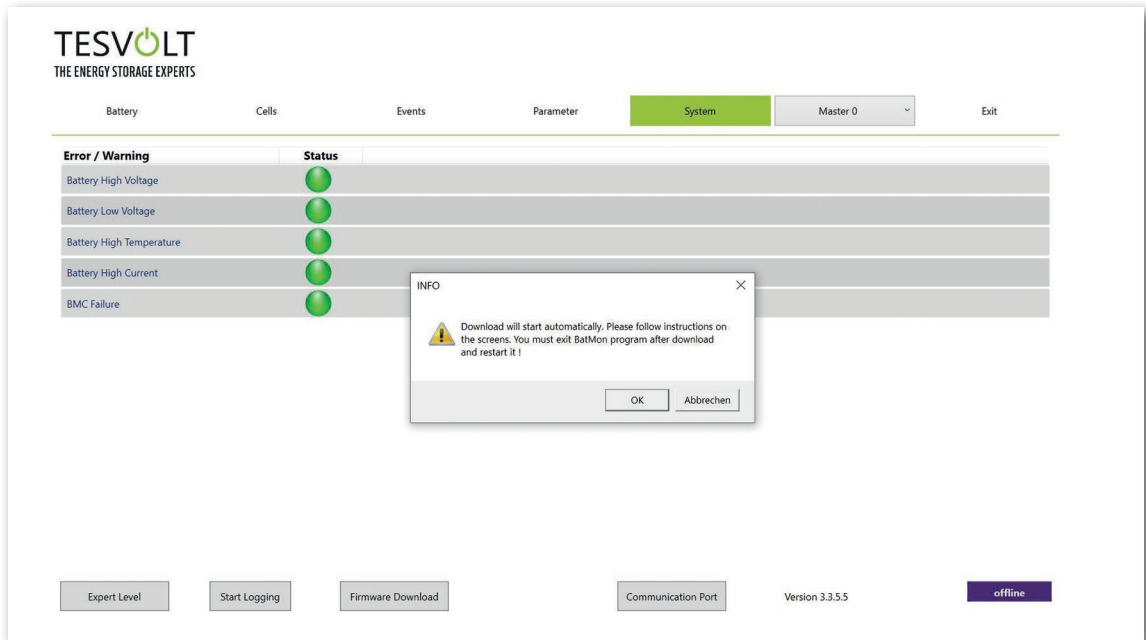 TESVOLT
THE ENERGY STORAGE EXPERTS
Battery Cells Events Parameter System Master 0 Exit
Error / Warning Status
Battery High Voltage
Battery Low Voltage
Battery High Temperature
Battery High Current
BMC Failure
INFO
Download will start automatically. Please follow instructions on
the screens. You must exit BatMon program after download
and restart it !
OK Abbrechen
Expert Level Start Logging Firmware Download Communication Port Version 3.3.5.5 offline